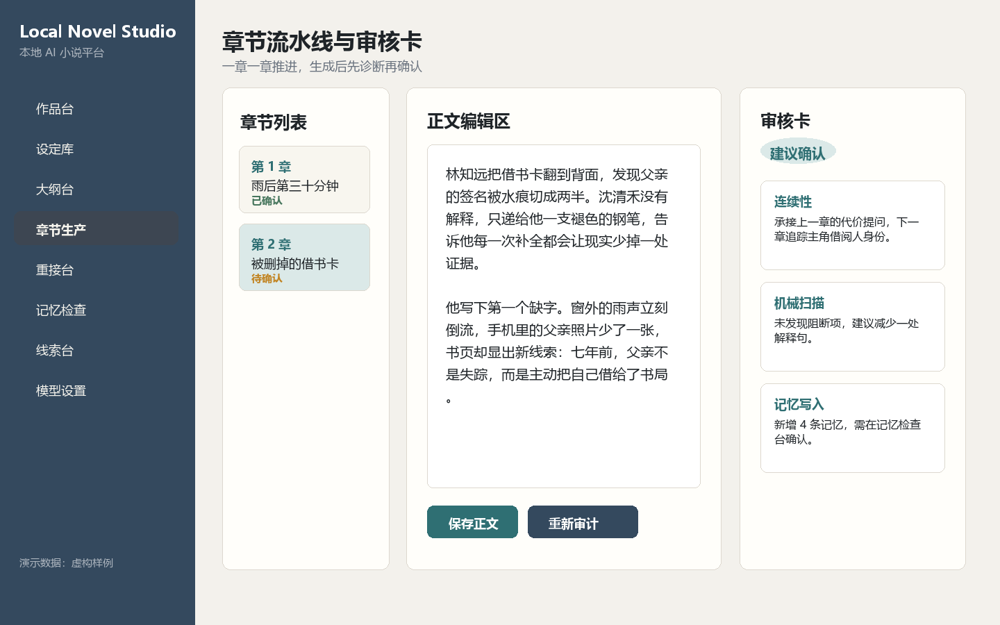 Local Novel Studio
本地 AI 小说平台
作品台
设定库
大纲台
章节生产
重接台
记忆检查
线索台
模型设置
演示数据：虚构样例
章节流水线与审核卡
一章一章推进，生成后先诊断再确认
章节列表
第 1 章
雨后第三十分钟
已确认
第 2 章
被删掉的借书卡
待确认
正文编辑区
林知远把借书卡翻到背面，发现父亲
的签名被水痕切成两半。沈清禾没有
解释，只递给他一支褪色的钢笔，告
诉他每一次补全都会让现实少掉一处
证据。
他写下第一个缺字。窗外的雨声立刻
倒流，手机里的父亲照片少了一张，
书页却显出新线索：七年前，父亲不
是失踪，而是主动把自己借给了书局
。
保存正文
重新审计
审核卡
建议确认
连续性
承接上一章的代价提问，下一
章追踪主角借阅人身份。
机械扫描
未发现阻断项，建议减少一处
解释句。
记忆写入
新增 4 条记忆，需在记忆检查
台确认。